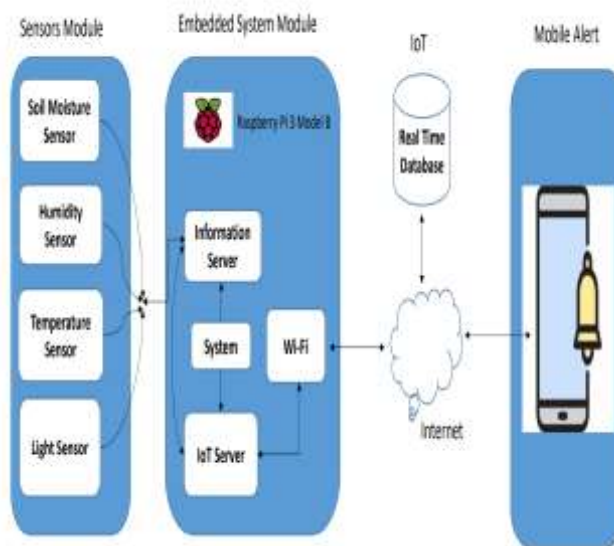 Sensors Module
Soil Moisture
Sensor
Humidity
Sensor
Temperature
Sensor
Light Sensor
Embedded System Module
Raspberry Pi 3 Model B
Information
Server
System
Wi-Fi
IoT Server
IoT
Real Time
Database
Internet
Mobile Alert